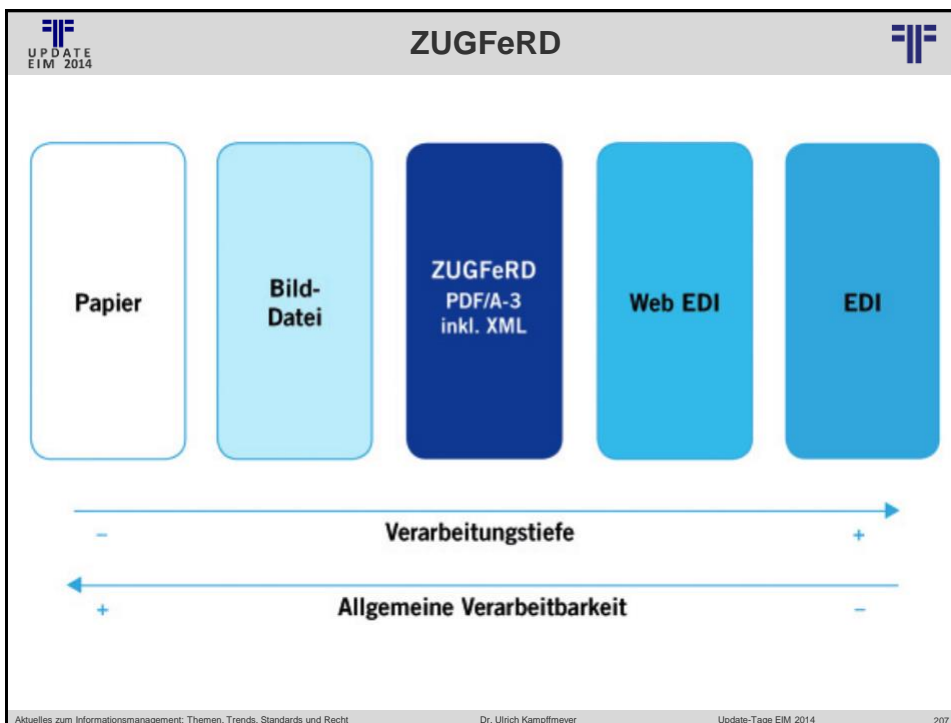 UPDATE
EIM 2014
ZUGFeRD
Papier
Bild-
Datei
ZUGFeRD
PDF/A-3
inkl. XML
Web EDI
EDI
– Verarbeitungstiefe +
+ Allgemeine Verarbeitbarkeit –
Aktuelles zum Informationsmanagement: Themen, Trends, Standards und Recht Dr. Ulrich Kampffmeyer Update-Tage EIM 2014 207